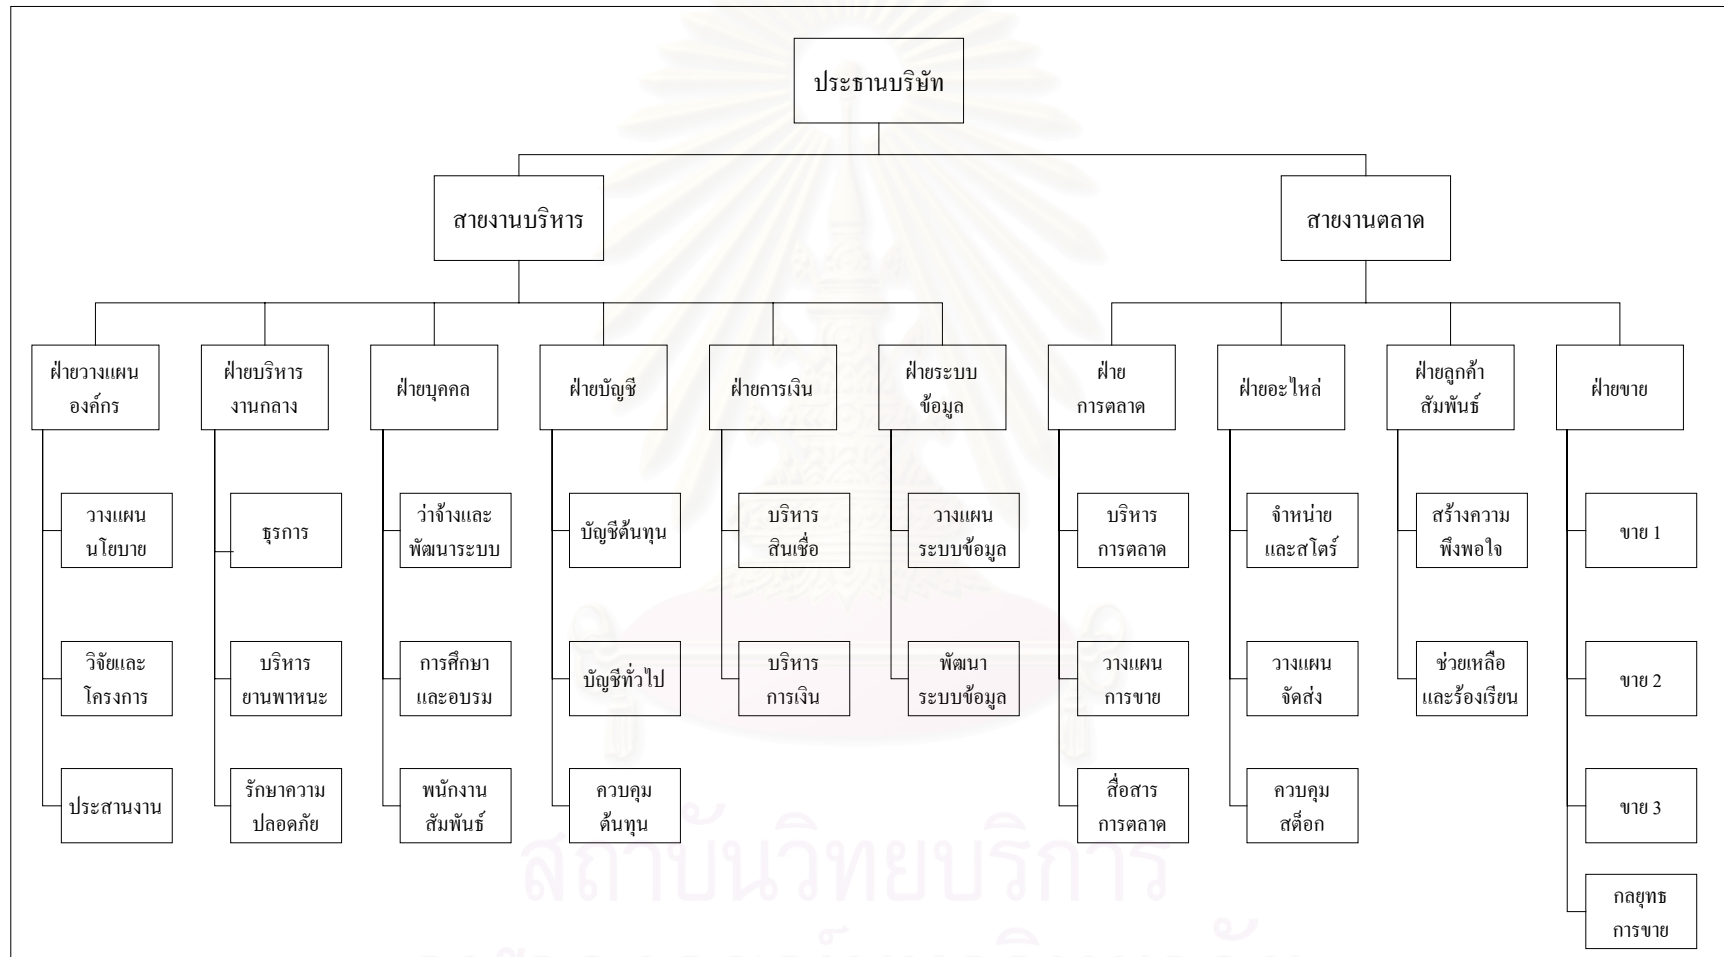 ประธานบริษัท
สายงานบริหาร
สายงานตลาด
ฝ่ายวางแผน
องค์กร
ฝ่ายบริหาร
งานกลาง
ฝ่ายบุคคล
ฝ่ายบัญชี
ฝ่ายการเงิน
ฝ่ายระบบ
ข้อมูล
ฝ่าย
การตลาด
ฝ่ายอะไหล่
ฝ่ายลูกค้า
สัมพันธ์
ฝ่ายขาย
วางแผน
นโยบาย
ธุรการ
ว่าจ้างและ
พัฒนาระบบ
บัญชีต้นทุน
บริหาร
สินเชื่อ
วางแผน
ระบบข้อมูล
บริหาร
การตลาด
จำหน่าย
และสโตร์
สร้างความ
พึงพอใจ
ขาย 1
วิจัยและ
โครงการ
บริหาร
ยานพาหนะ
การศึกษา
และอบรม
บัญชีทั่วไป
บริหาร
การเงิน
พัฒนา
ระบบข้อมูล
วางแผน
การขาย
วางแผน
จัดส่ง
ช่วยเหลือ
และร้องเรียน
ขาย 2
ประสานงาน
รักษาความ
ปลอดภัย
พนักงาน
สัมพันธ์
ควบคุม
ต้นทุน
สื่อสาร
การตลาด
ควบคุม
สต็อก
ขาย 3
กลยุทธ
การขาย
สถาบันวิทยบริการ